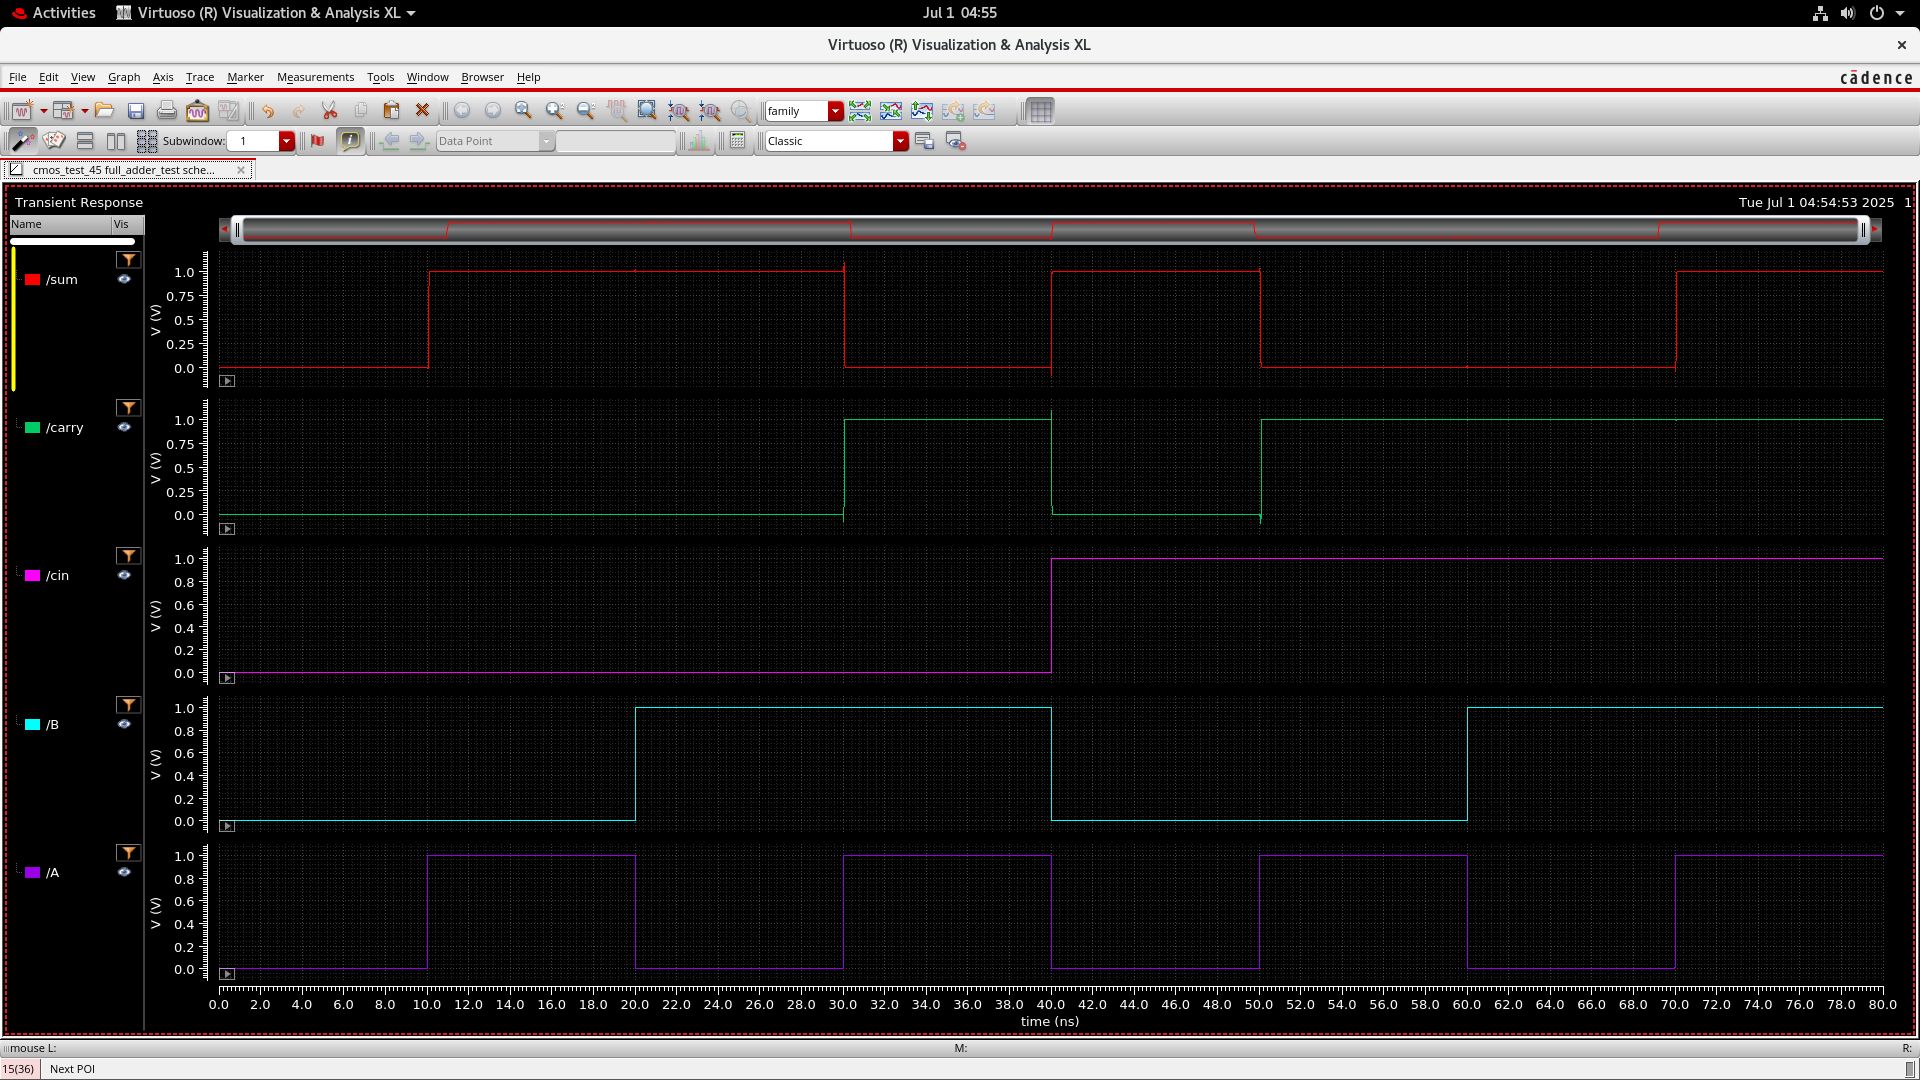 Activities Virtuoso (R) Visualization & Analysis XL Jul 1 04:55
Virtuoso (R) Visualization & Analysis XL
File Edit View Graph Axis Trace Marker Measurements Tools Window Browser Help cādence
family
Subwindow: 1 Data Point Classic
cmos_test_45 full_adder_test sche...
Transient Response Tue Jul 1 04:54:53 2025 1
Name Vis
/sum
V (V)
1.0
0.75
0.5
0.25
0.0
/carry
V (V)
1.0
0.75
0.5
0.25
0.0
/cin
V (V)
1.0
0.8
0.6
0.4
0.2
0.0
/B
V (V)
1.0
0.8
0.6
0.4
0.2
0.0
/A
V (V)
1.0
0.8
0.6
0.4
0.2
0.0
0.0 2.0 4.0 6.0 8.0 10.0 12.0 14.0 16.0 18.0 20.0 22.0 24.0 26.0 28.0 30.0 32.0 34.0 36.0 38.0 40.0 42.0 44.0 46.0 48.0 50.0 52.0 54.0 56.0 58.0 60.0 62.0 64.0 66.0 68.0 70.0 72.0 74.0 76.0 78.0 80.0
time (ns)
mouse L: M: R:
15(36) Next POI